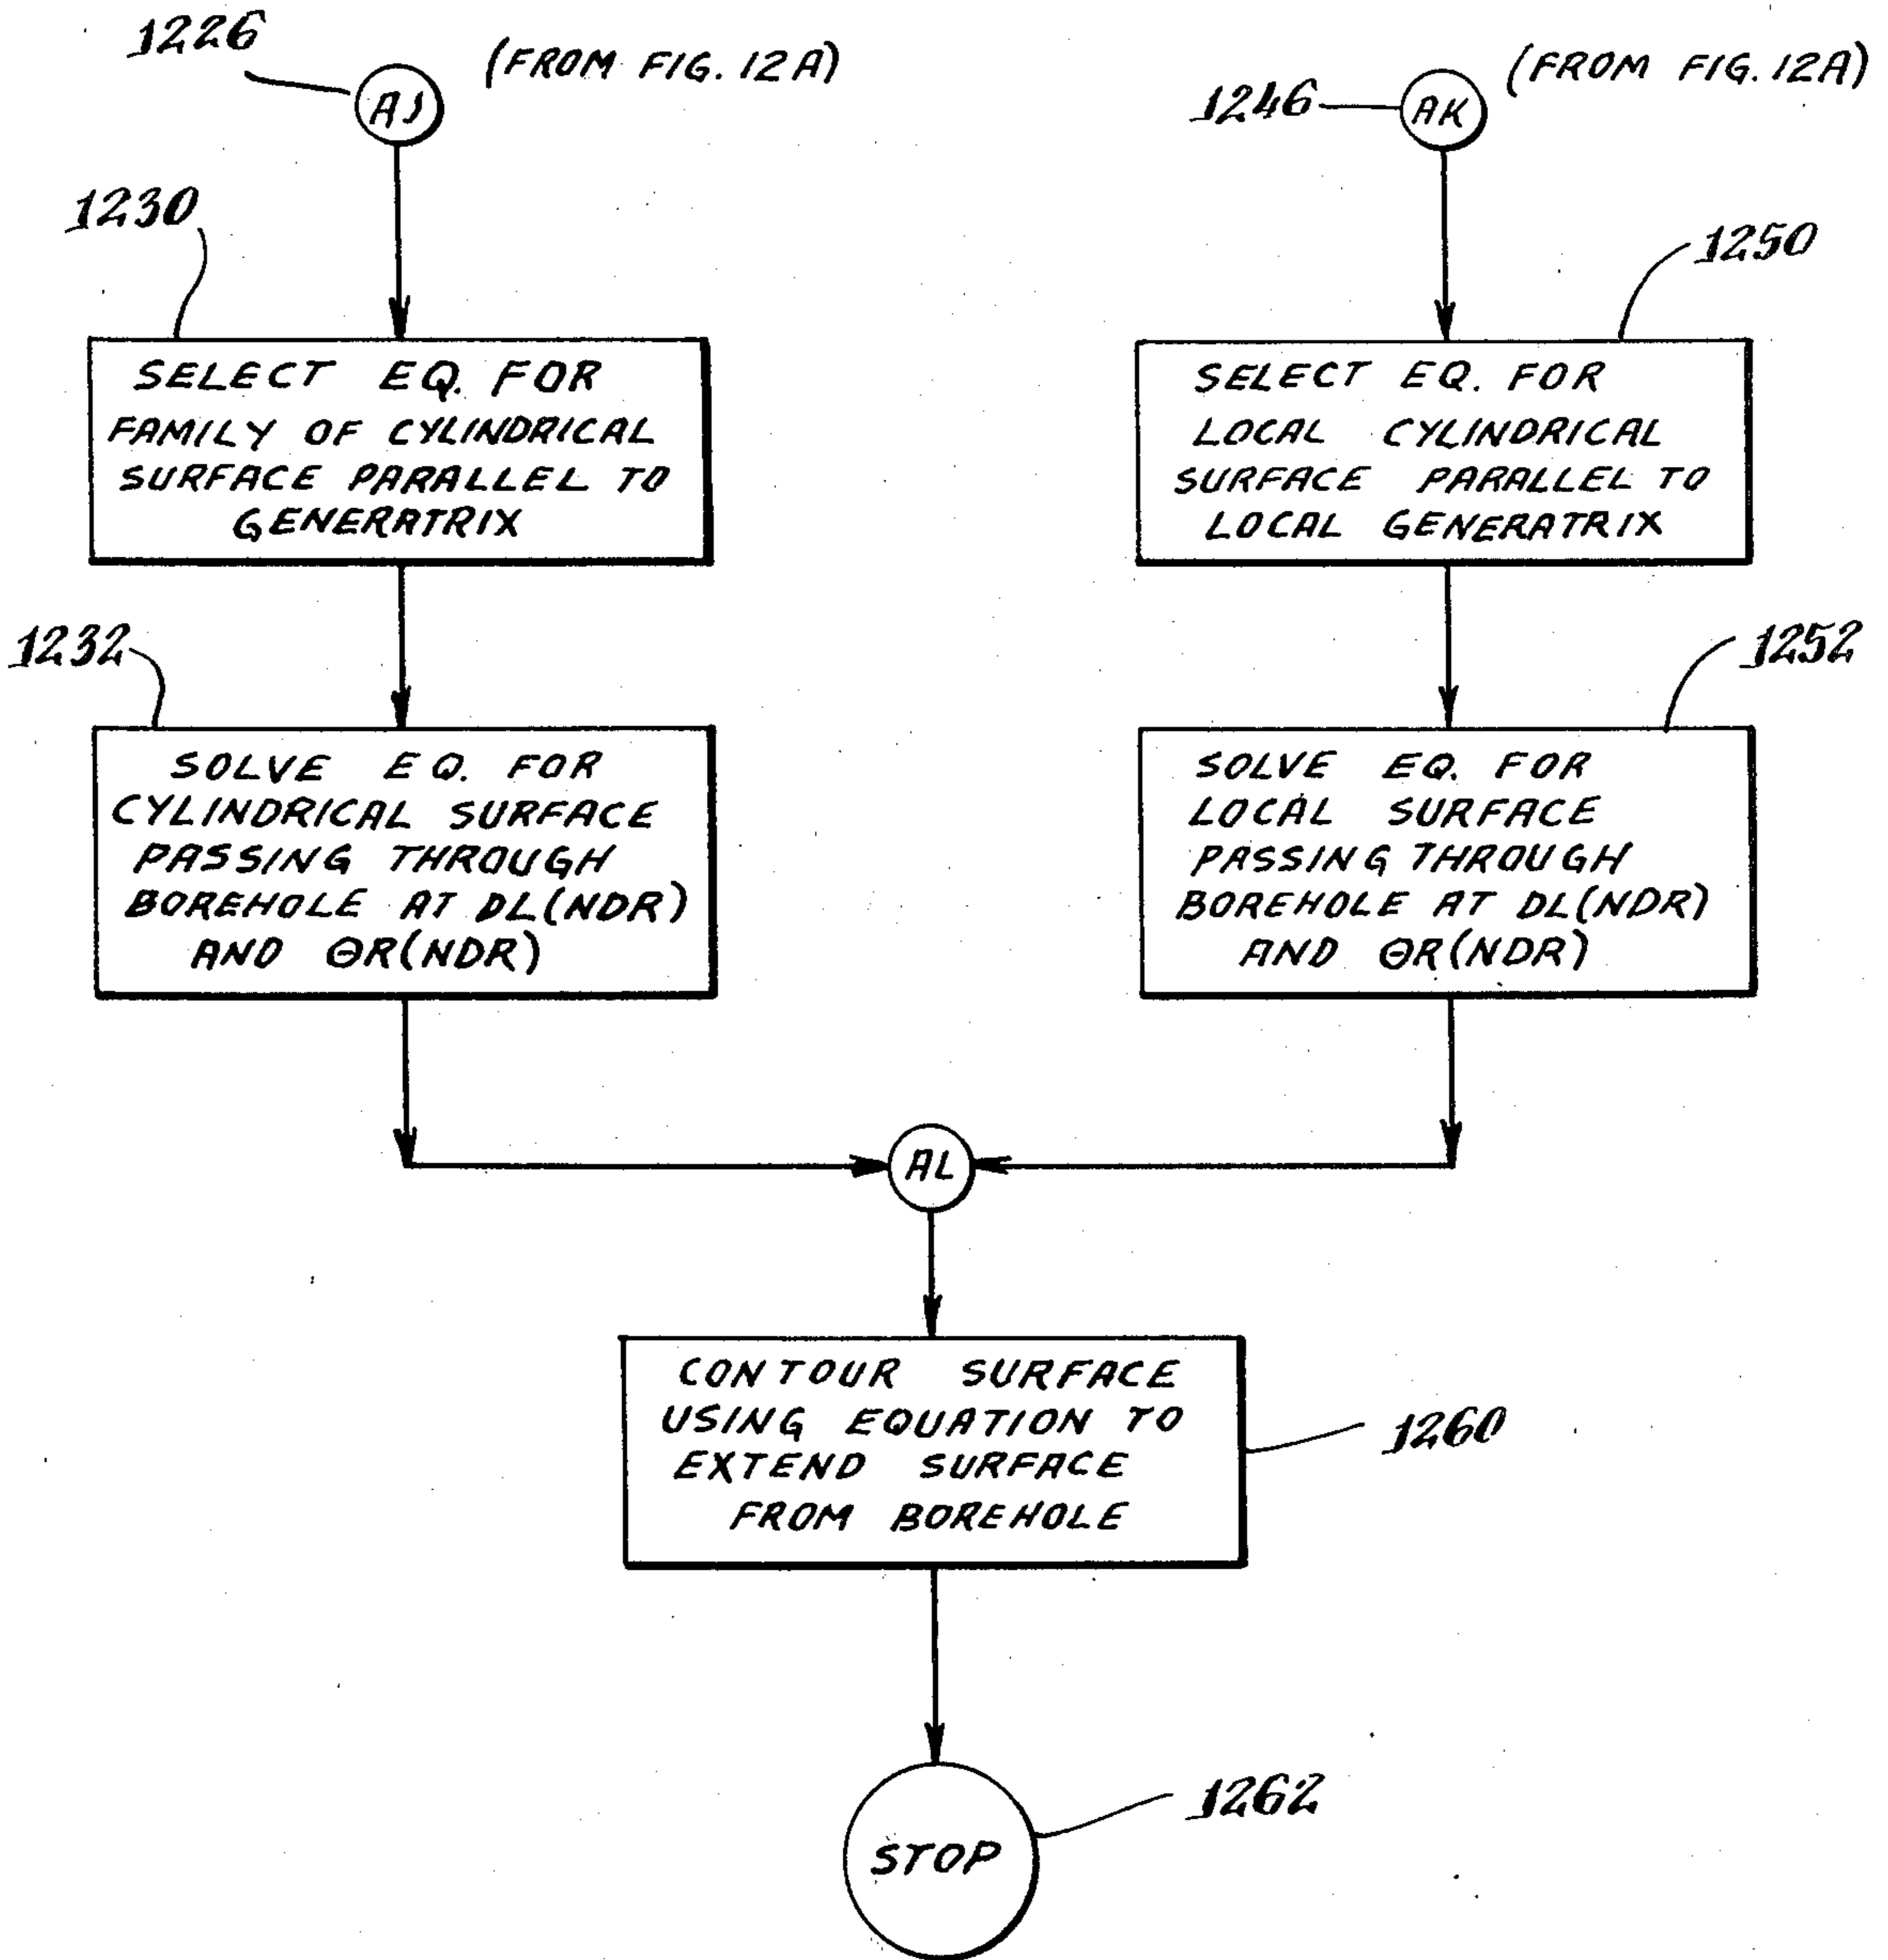 1226
(FROM FIG. 12A)
AJ
1246
(FROM FIG. 12A)
AK
1230
SELECT EQ. FOR
FAMILY OF CYLINDRICAL
SURFACE PARALLEL TO
GENERATRIX
1250
SELECT EQ. FOR
LOCAL CYLINDRICAL
SURFACE PARALLEL TO
LOCAL GENERATRIX
1232
SOLVE EQ. FOR
CYLINDRICAL SURFACE
PASSING THROUGH
BOREHOLE AT DL(NDR)
AND ΘR(NDR)
1252
SOLVE EQ. FOR
LOCAL SURFACE
PASSING THROUGH
BOREHOLE AT DL(NDR)
AND ΘR(NDR)
AL
CONTOUR SURFACE
USING EQUATION TO
EXTEND SURFACE
FROM BOREHOLE
1260
STOP
1262